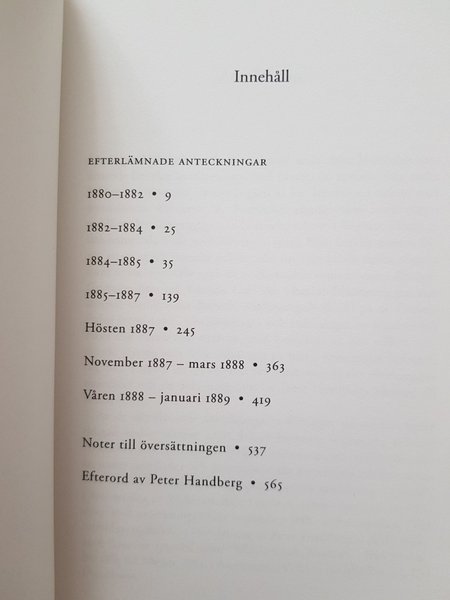 Innehåll
EFTERLÄMNADE ANTECKNINGAR
1880–1882 • 9
1882–1884 • 25
1884–1885 • 35
1885–1887 • 139
Hösten 1887 • 245
November 1887 – mars 1888 • 363
Våren 1888 – januari 1889 • 419
Noter till översättningen • 537
Efterord av Peter Handberg • 565